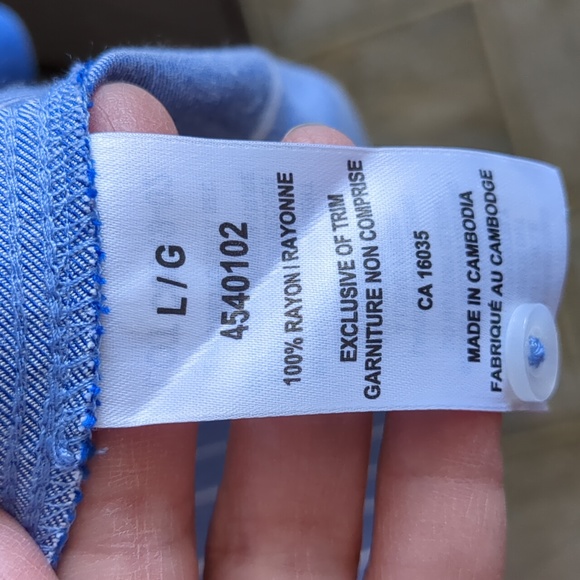 L / G
4540102
100% RAYON | RAYONNE
EXCLUSIVE OF TRIM
GARNITURE NON COMPRISE
CA 16035
MADE IN CAMBODIA
FABRIQUÉ AU CAMBODGE